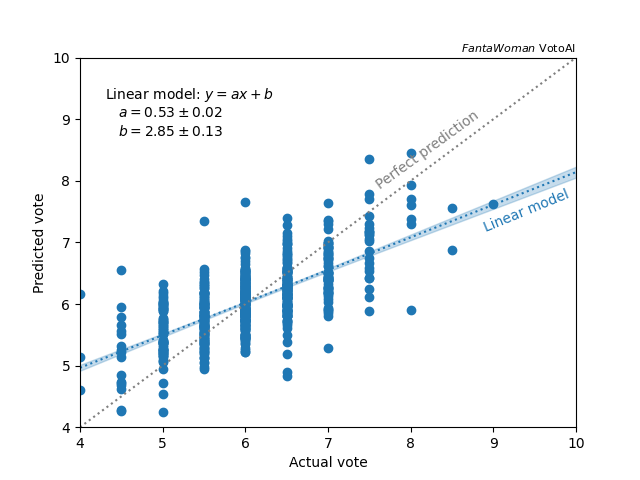 FantaWoman VotoAI
Linear model: y = ax + b
a = 0.53 ± 0.02
b = 2.85 ± 0.13
Perfect prediction
Linear model
Predicted vote
10
9
8
7
6
5
4
4 5 6 7 8 9 10
Actual vote